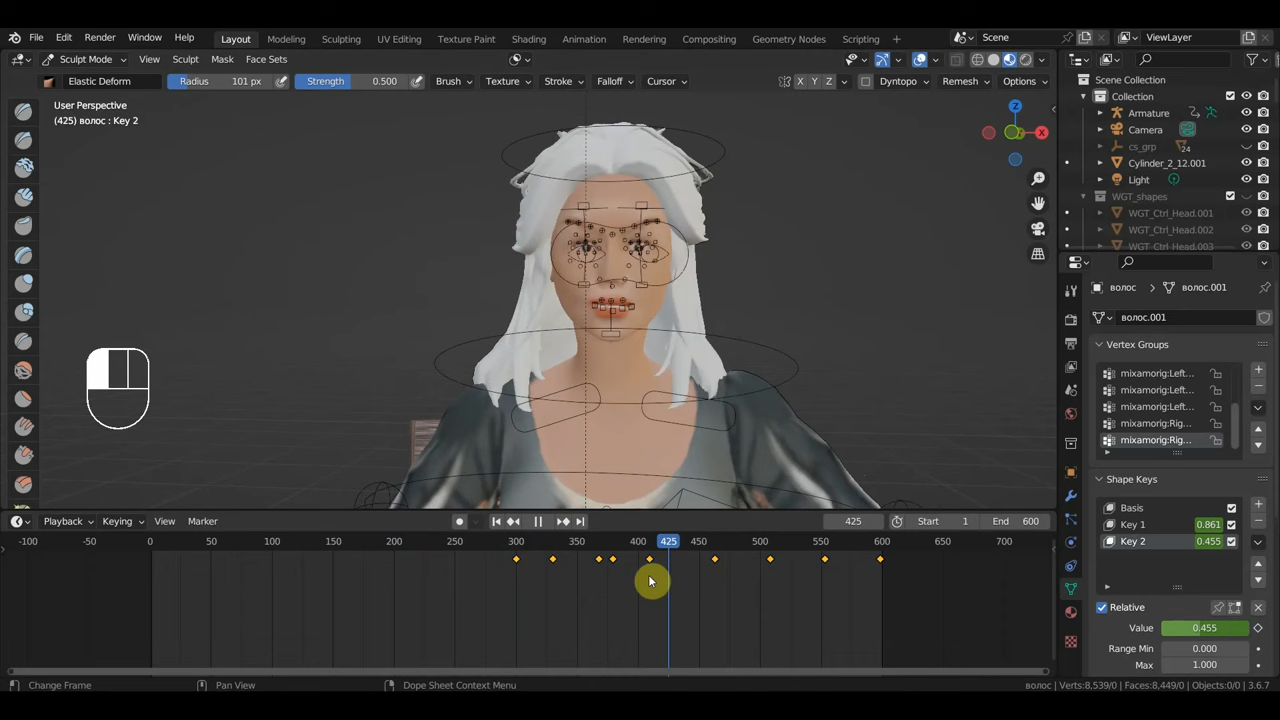 File Edit Render Window Help Layout Modeling Sculpting UV Editing Texture Paint Shading Animation Rendering Compositing Geometry Nodes Scripting Scene ViewLayer
Sculpt Mode View Sculpt Mask Face Sets
Elastic Deform Radius 101 px Strength 0.500 Brush Texture Stroke Falloff Cursor X Y Z Dyntopo Remesh Options
User Perspective
(425) волос : Key 2
Z
X
Scene Collection
Collection
Armature
Camera
cs_grp 24
Cylinder_2_12.001
Light
WGT_shapes
WGT_Ctrl_Head.001
WGT_Ctrl_Head.002
WGT_Ctrl_Head.003
волос волос.001
волос.001
Vertex Groups
mixamorig:Left...
mixamorig:Left...
mixamorig:Left...
mixamorig:Rig...
mixamorig:Rig...
Shape Keys
Basis
Key 1 0.861
Key 2 0.455
Relative
Value 0.455
Range Min 0.000
Max 1.000
Playback Keying View Marker 425 Start 1 End 600
-100 -50 0 50 100 150 200 250 300 350 400 425 450 500 550 600 650 700
Change Frame Pan View Dope Sheet Context Menu волос | Verts:8,539/0 | Faces:8,449/0 | Objects:0/0 | 3.6.7